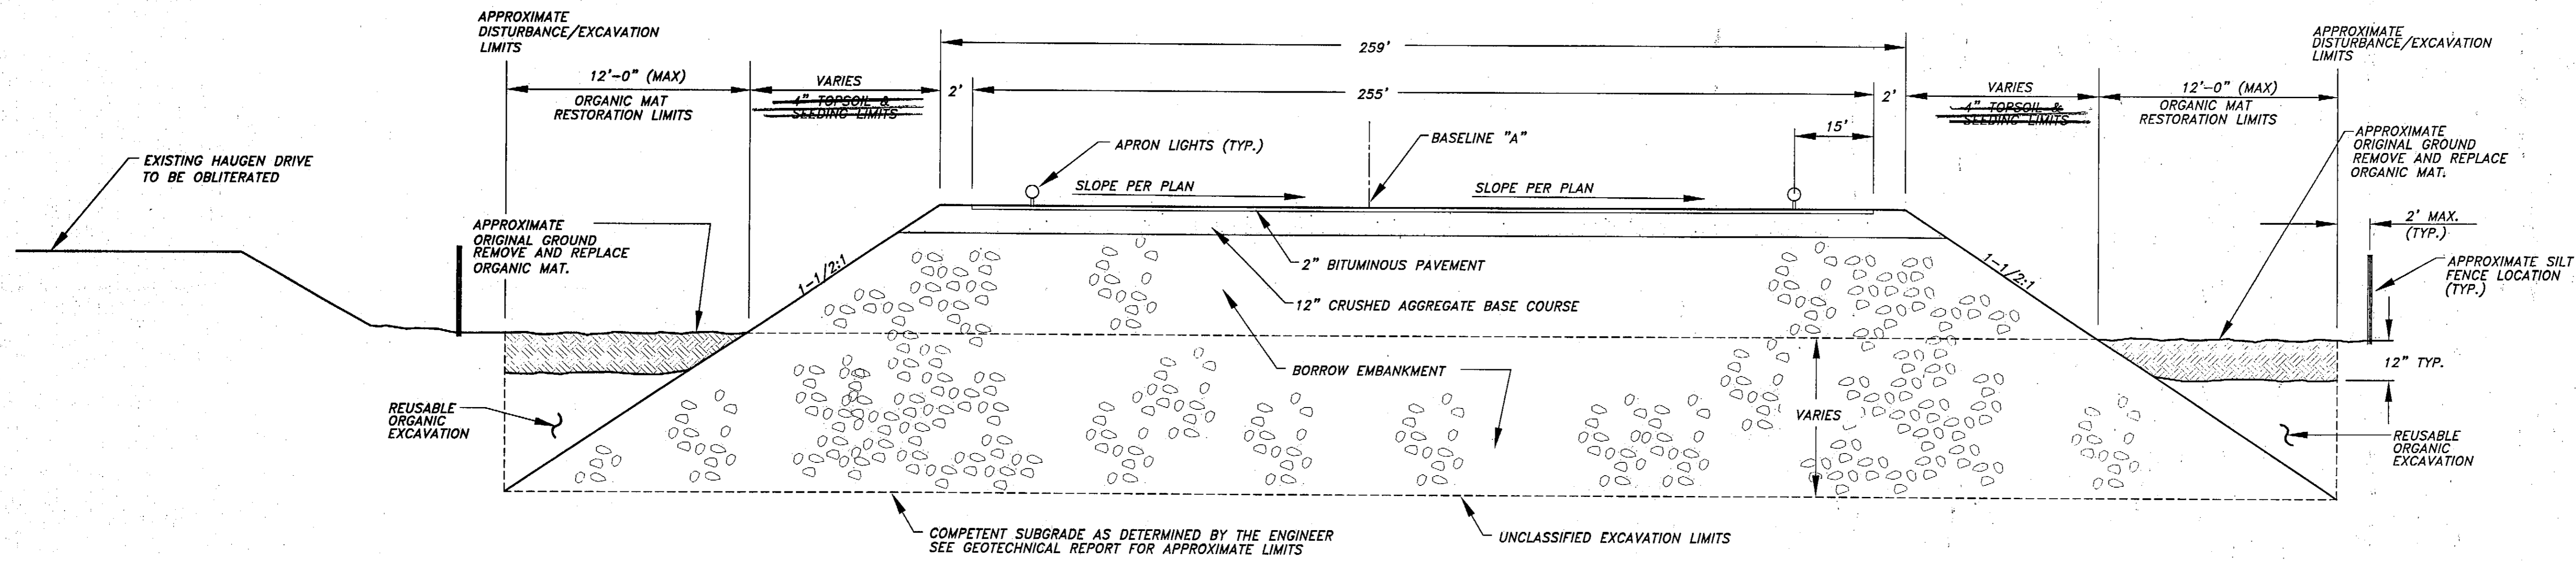 APPROXIMATE
DISTURBANCE/EXCAVATION
LIMITS
12'-0" (MAX)
ORGANIC MAT
RESTORATION LIMITS
VARIES
4" TOPSOIL &
SEEDING LIMITS
2'
259'
255'
2'
15'
VARIES
4" TOPSOIL &
SEEDING LIMITS
APPROXIMATE
DISTURBANCE/EXCAVATION
LIMITS
12'-0" (MAX)
ORGANIC MAT
RESTORATION LIMITS
EXISTING HAUGEN DRIVE
TO BE OBLITERATED
APRON LIGHTS (TYP.)
BASELINE "A"
SLOPE PER PLAN
SLOPE PER PLAN
APPROXIMATE
ORIGINAL GROUND
REMOVE AND REPLACE
ORGANIC MAT.
APPROXIMATE
ORIGINAL GROUND
REMOVE AND REPLACE
ORGANIC MAT.
2' MAX.
(TYP.)
1-1/2:1
1-1/2:1
2" BITUMINOUS PAVEMENT
12" CRUSHED AGGREGATE BASE COURSE
APPROXIMATE SILT
FENCE LOCATION
(TYP.)
12" TYP.
BORROW EMBANKMENT
VARIES
REUSABLE
ORGANIC
EXCAVATION
REUSABLE
ORGANIC
EXCAVATION
COMPETENT SUBGRADE AS DETERMINED BY THE ENGINEER
SEE GEOTECHNICAL REPORT FOR APPROXIMATE LIMITS
UNCLASSIFIED EXCAVATION LIMITS